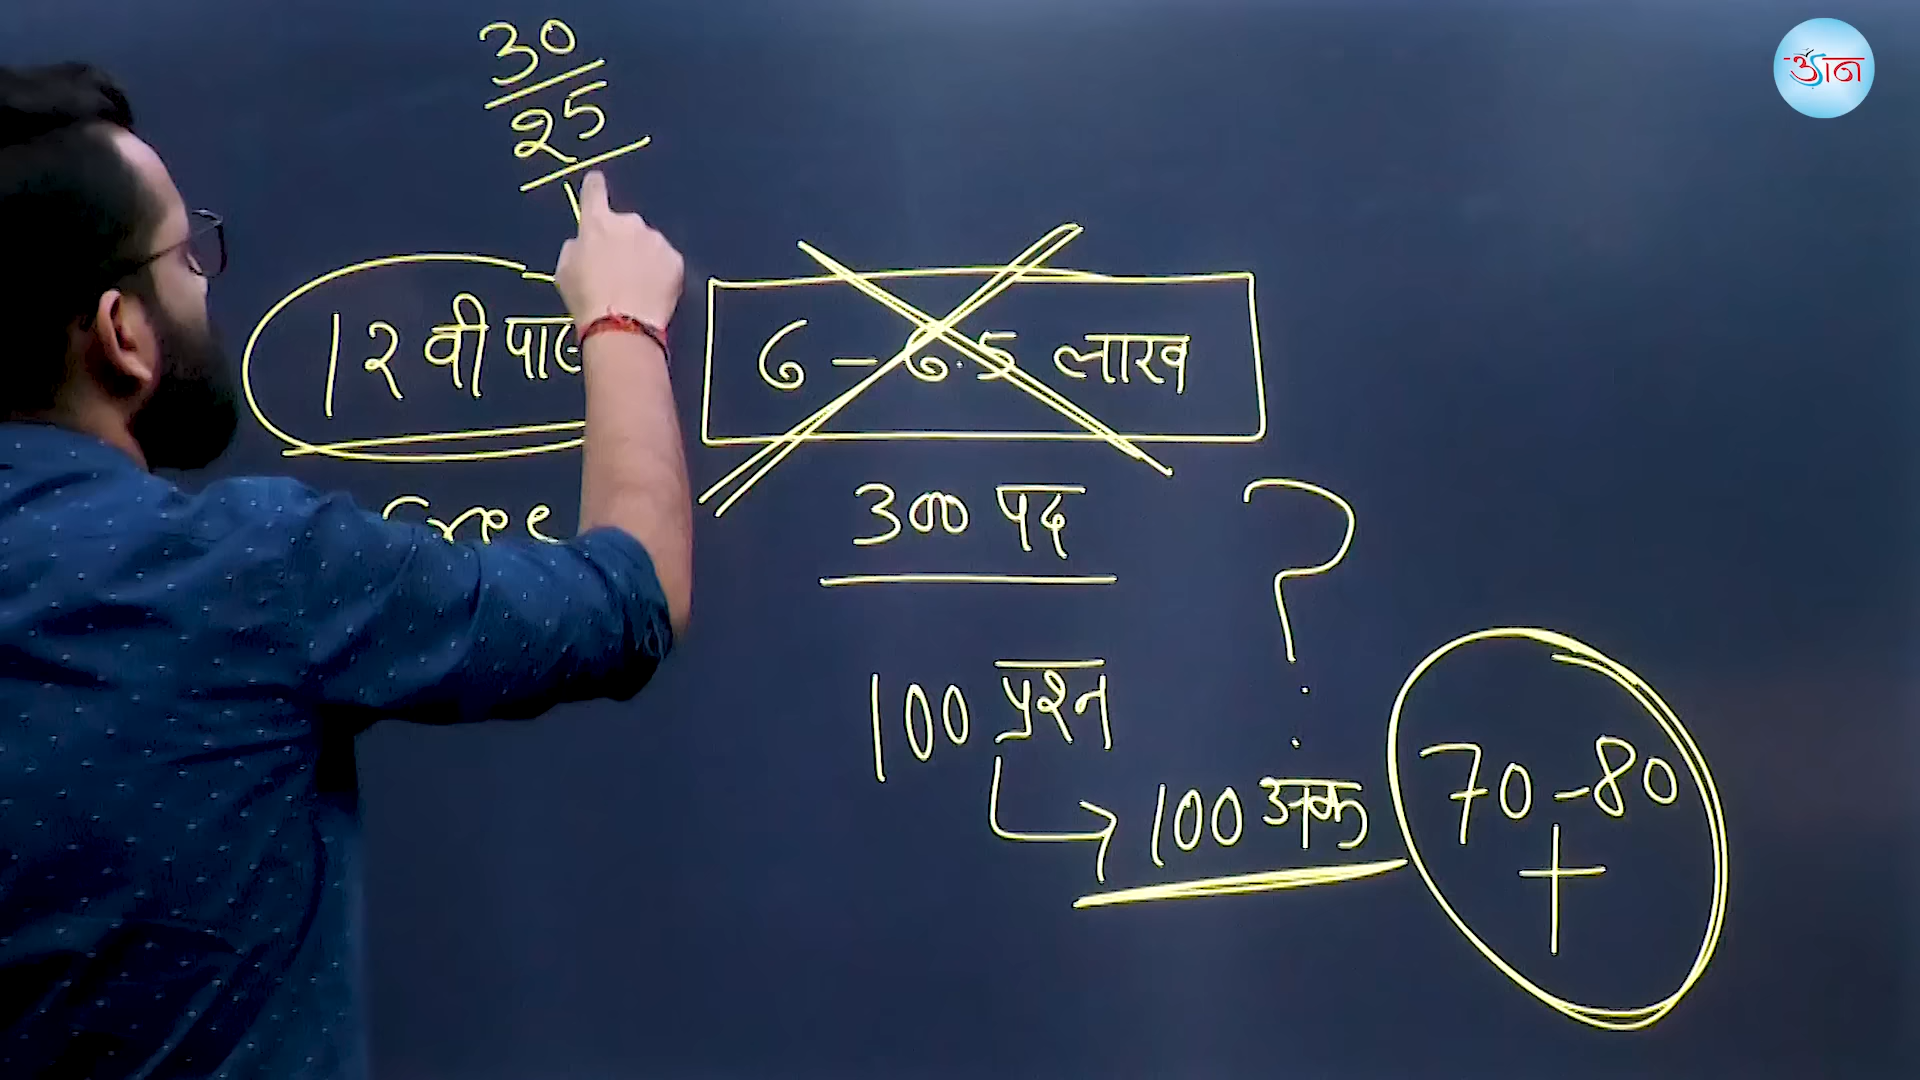 30
25
12 वी पा
6 - 6.5 लाख
300 पद
?
100 प्रश्न
100 अंक
70-80
+